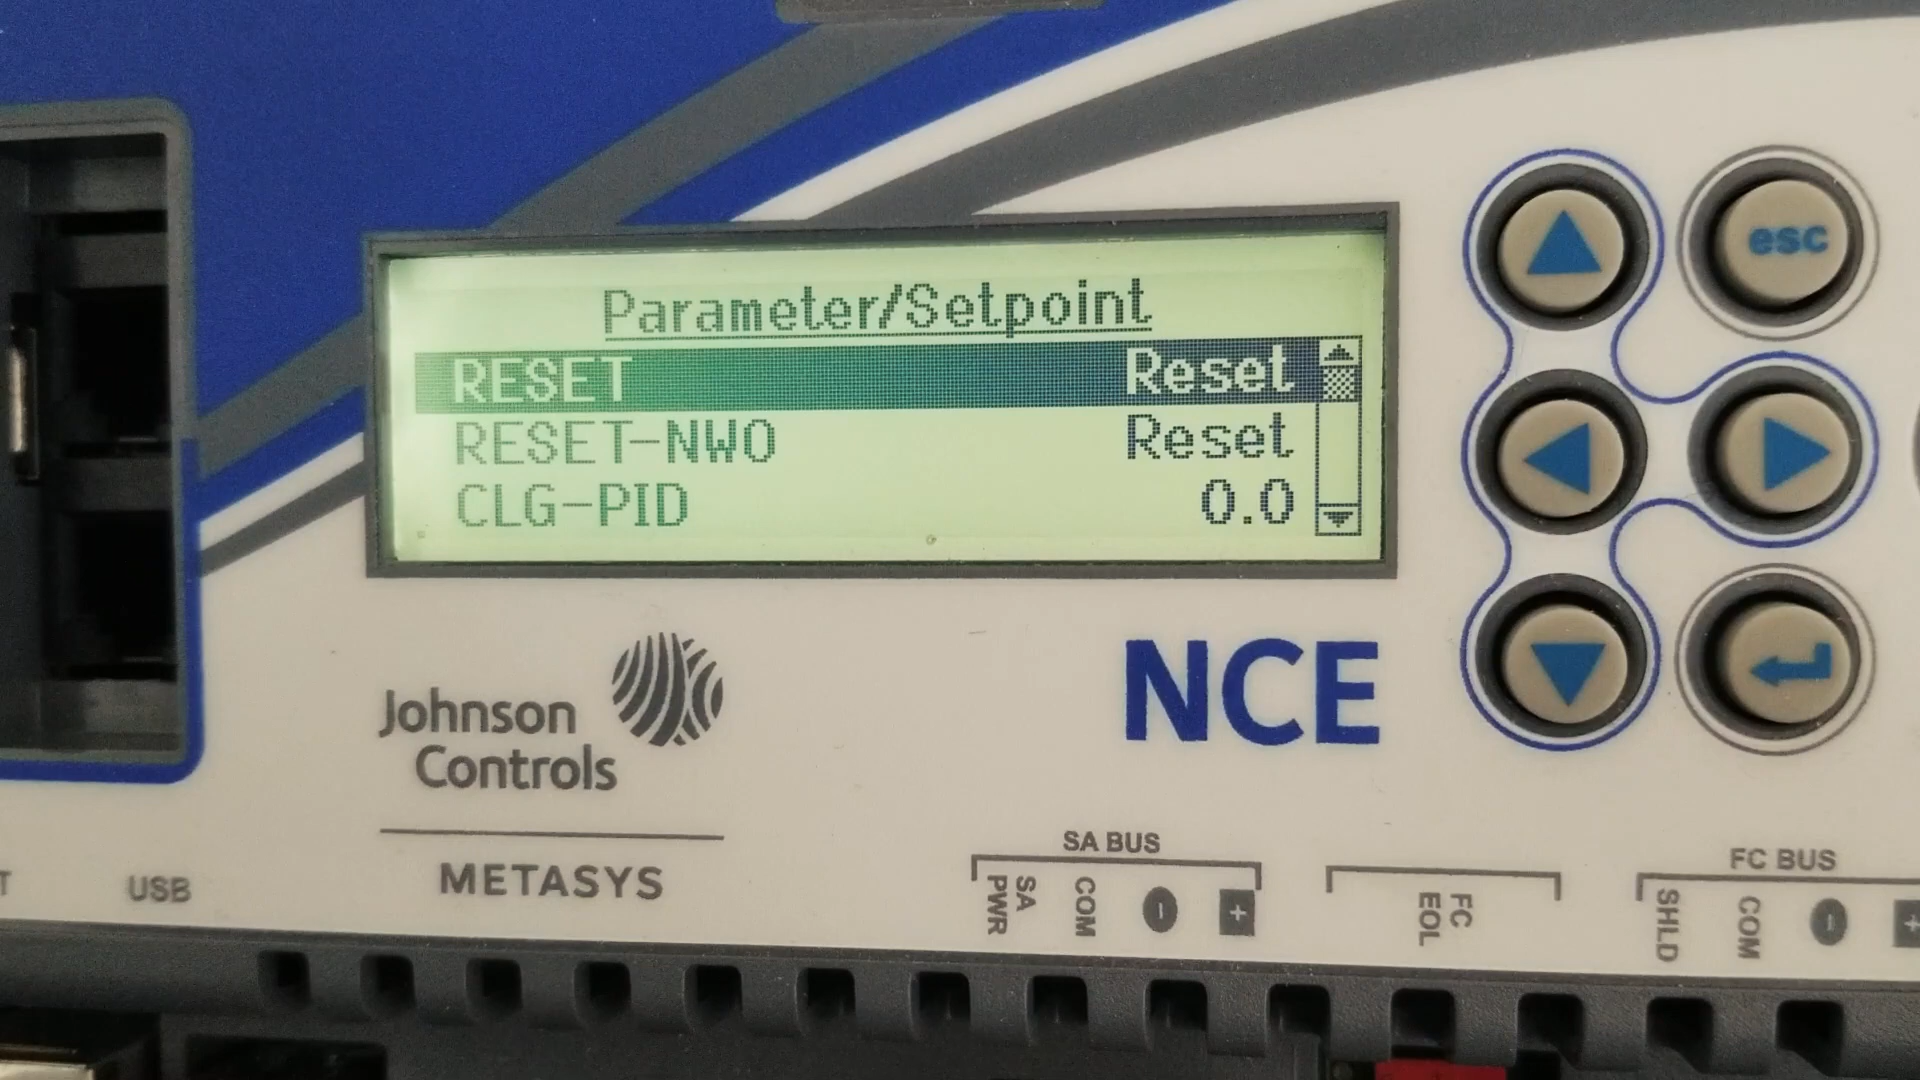 Parameter/Setpoint
RESET Reset
RESET-NWO Reset
CLG-PID 0.0
esc
Johnson
Controls
NCE
METASYS
USB
SA BUS
SA
PWR
COM
-
+
FC
EOL
FC BUS
SHLD
COM
-
+